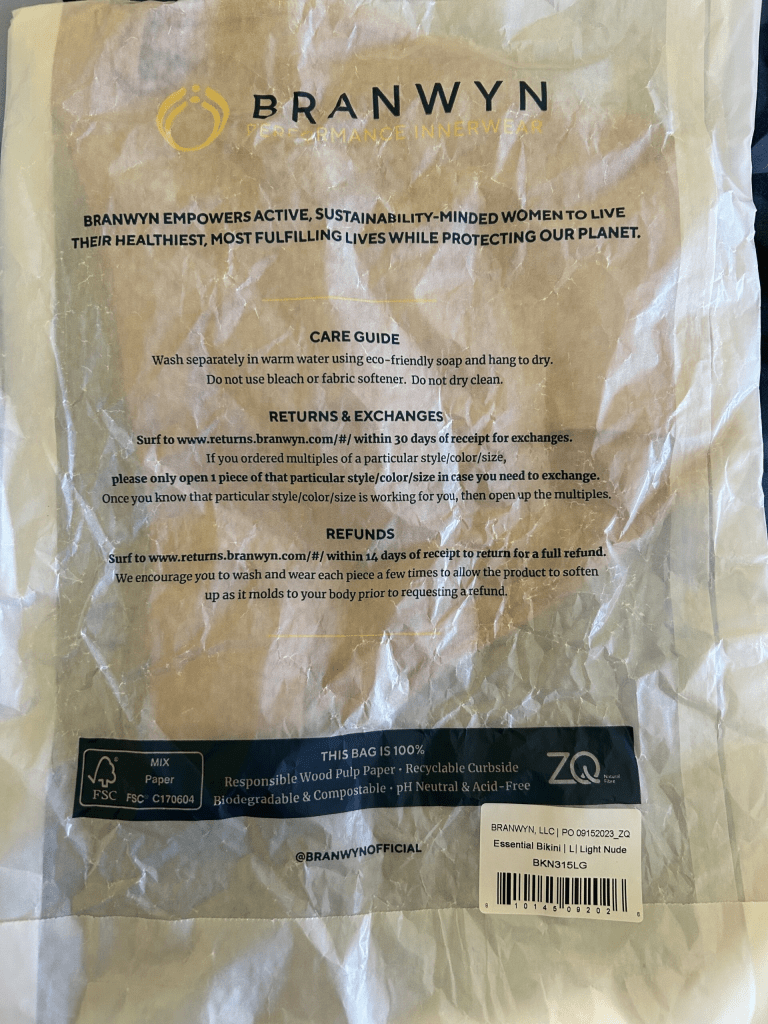 BRANWYN
PERFORMANCE INNERWEAR
BRANWYN EMPOWERS ACTIVE, SUSTAINABILITY-MINDED WOMEN TO LIVE
THEIR HEALTHIEST, MOST FULFILLING LIVES WHILE PROTECTING OUR PLANET.
CARE GUIDE
Wash separately in warm water using eco-friendly soap and hang to dry.
Do not use bleach or fabric softener. Do not dry clean.
RETURNS & EXCHANGES
Surf to www.returns.branwyn.com/#/ within 30 days of receipt for exchanges.
If you ordered multiples of a particular style/color/size,
please only open 1 piece of that particular style/color/size in case you need to exchange.
Once you know that particular style/color/size is working for you, then open up the multiples.
REFUNDS
Surf to www.returns.branwyn.com/#/ within 14 days of receipt to return for a full refund.
We encourage you to wash and wear each piece a few times to allow the product to soften
up as it molds to your body prior to requesting a refund.
MIX
Paper
FSC FSC® C170604
THIS BAG IS 100%
Responsible Wood Pulp Paper • Recyclable Curbside
Biodegradable & Compostable • pH Neutral & Acid-Free
ZQ Natural
Fibre
@BRANWYNOFFICIAL
BRANWYN, LLC | PO 09152023_ZQ
Essential Bikini | L | Light Nude
BKN315LG
6 10146 09202 6